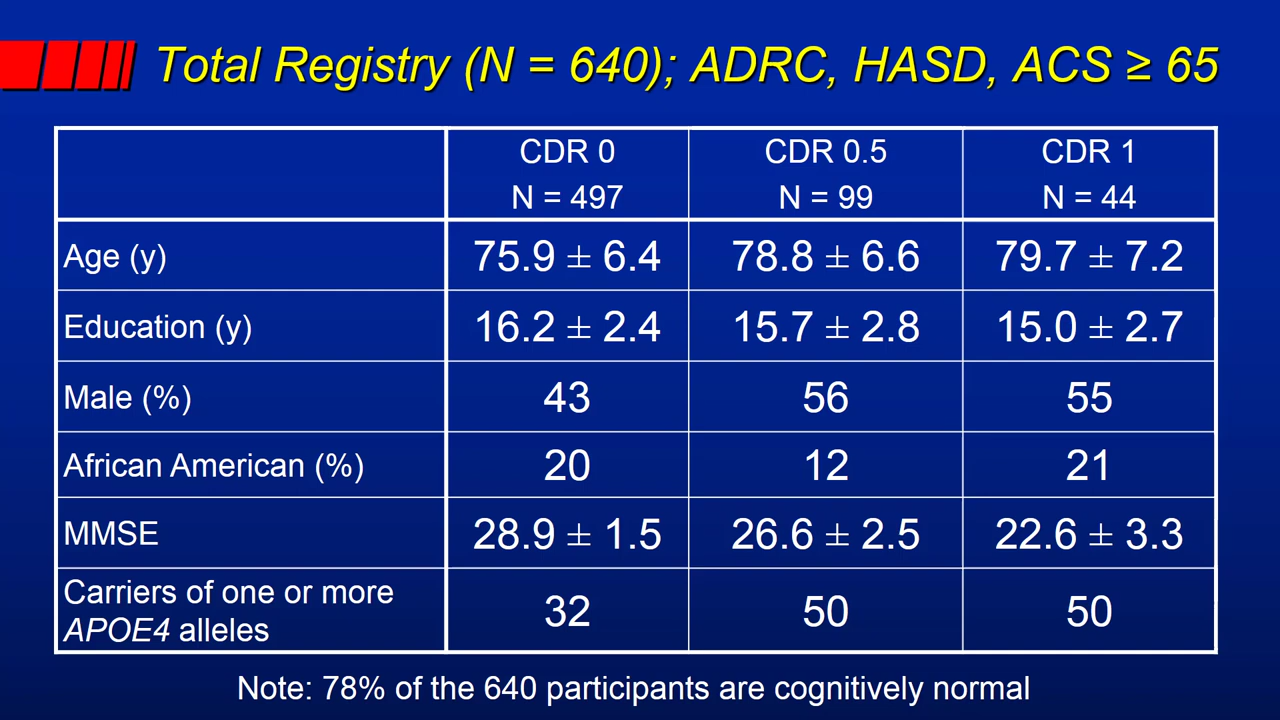 Total Registry (N = 640); ADRC, HASD, ACS ≥ 65
CDR 0 CDR 0.5 CDR 1
N = 497 N = 99 N = 44
Age (y) 75.9 ± 6.4 78.8 ± 6.6 79.7 ± 7.2
Education (y) 16.2 ± 2.4 15.7 ± 2.8 15.0 ± 2.7
Male (%) 43 56 55
African American (%) 20 12 21
MMSE 28.9 ± 1.5 26.6 ± 2.5 22.6 ± 3.3
Carriers of one or more
APOE4 alleles 32 50 50
Note: 78% of the 640 participants are cognitively normal